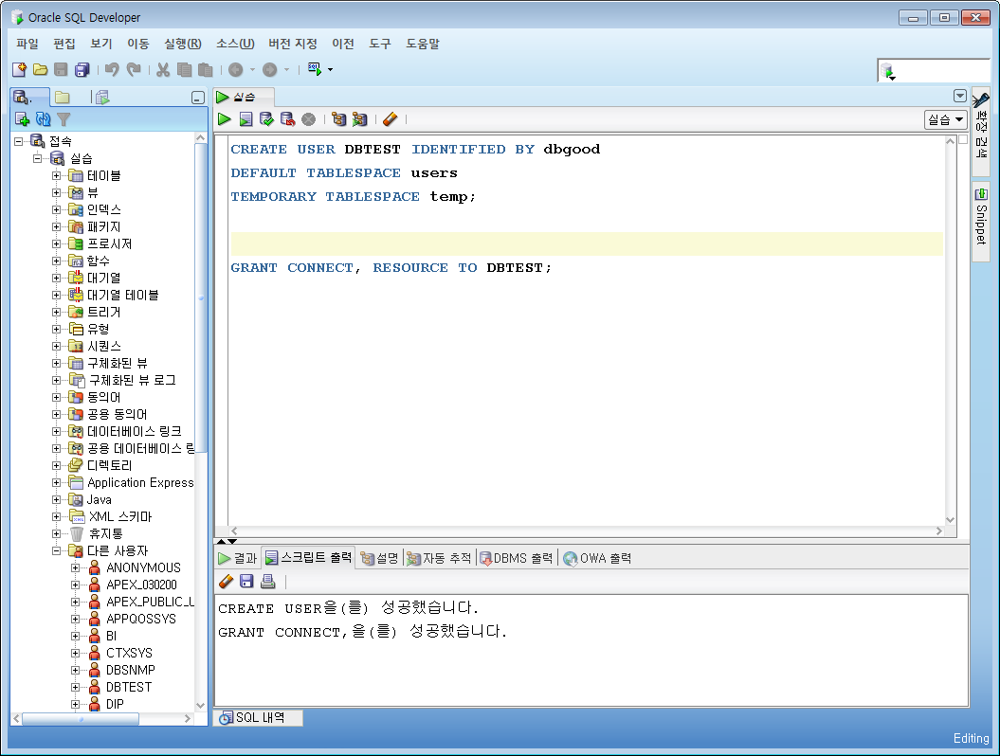 Oracle SQL Developer
파일 편집 보기 이동 실행(R) 소스(U) 버전 지정 이전 도구 도움말
실습
실습
확장 검색
Snippet
접속
실습
테이블
뷰
인덱스
패키지
프로시저
함수
대기열
대기열 테이블
트리거
유형
시퀀스
구체화된 뷰
구체화된 뷰 로그
동의어
공용 동의어
데이터베이스 링크
공용 데이터베이스 링
디렉토리
Application Express
Java
XML 스키마
휴지통
다른 사용자
ANONYMOUS
APEX_030200
APEX_PUBLIC_U
APPQOSSYS
BI
CTXSYS
DBSNMP
DBTEST
DIP
CREATE USER DBTEST IDENTIFIED BY dbgood
DEFAULT TABLESPACE users
TEMPORARY TABLESPACE temp;
GRANT CONNECT, RESOURCE TO DBTEST;
결과 스크립트 출력 설명 자동 추적 DBMS 출력 OWA 출력
CREATE USER을(를) 성공했습니다.
GRANT CONNECT,을(를) 성공했습니다.
SQL 내역
Editing